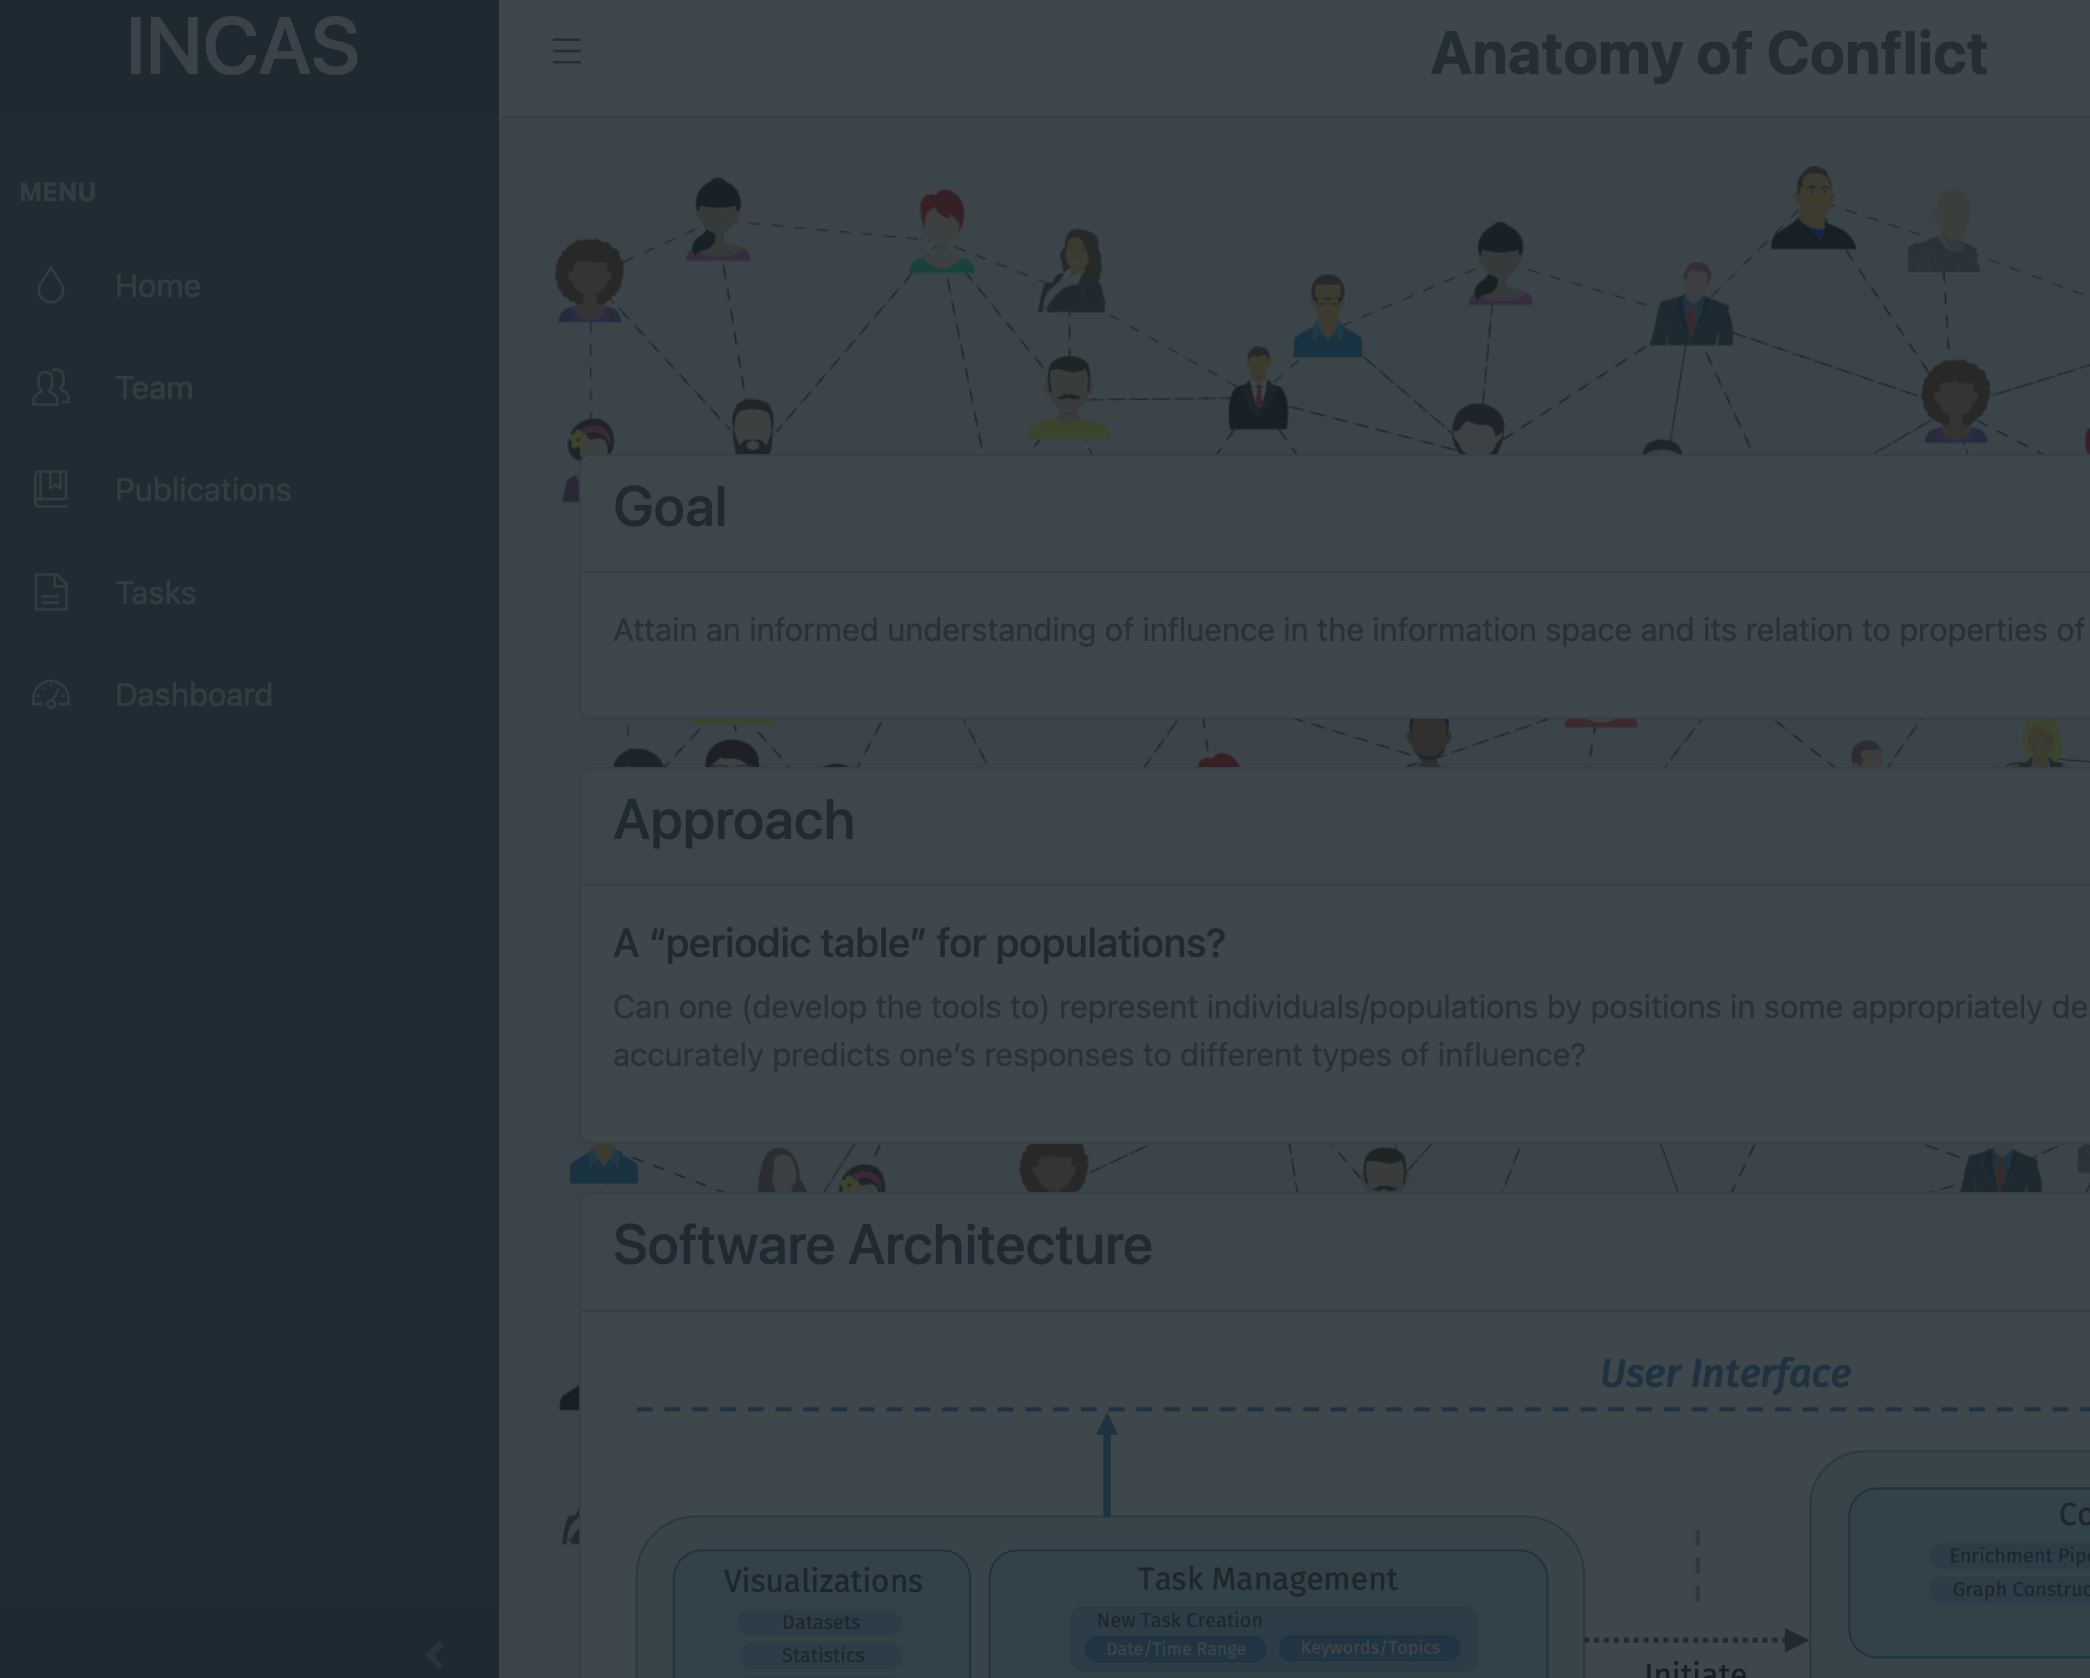 INCAS
Anatomy of Conflict
MENU
Home
Team
Publications
Tasks
Dashboard
Goal
Attain an informed understanding of influence in the information space and its relation to properties of
Approach
A “periodic table” for populations?
Can one (develop the tools to) represent individuals/populations by positions in some appropriately de
accurately predicts one’s responses to different types of influence?
Software Architecture
User Interface
Visualizations
Datasets
Statistics
Task Management
New Task Creation
Date/Time Range Keywords/Topics
Initiate
Co
Enrichment Pipe
Graph Construc